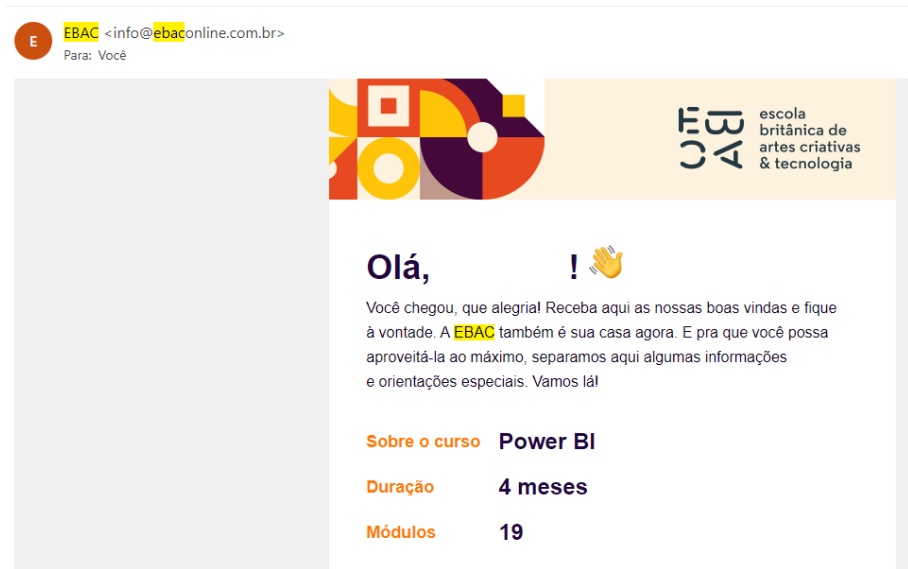 E
EBAC <info@ebaconline.com.br>
Para: Você
EBAC
escola
britânica de
artes criativas
& tecnologia
Olá, ! 👋
Você chegou, que alegria! Receba aqui as nossas boas vindas e fique
à vontade. A EBAC também é sua casa agora. E pra que você possa
aproveitá-la ao máximo, separamos aqui algumas informações
e orientações especiais. Vamos lá!
Sobre o curso Power BI
Duração 4 meses
Módulos 19